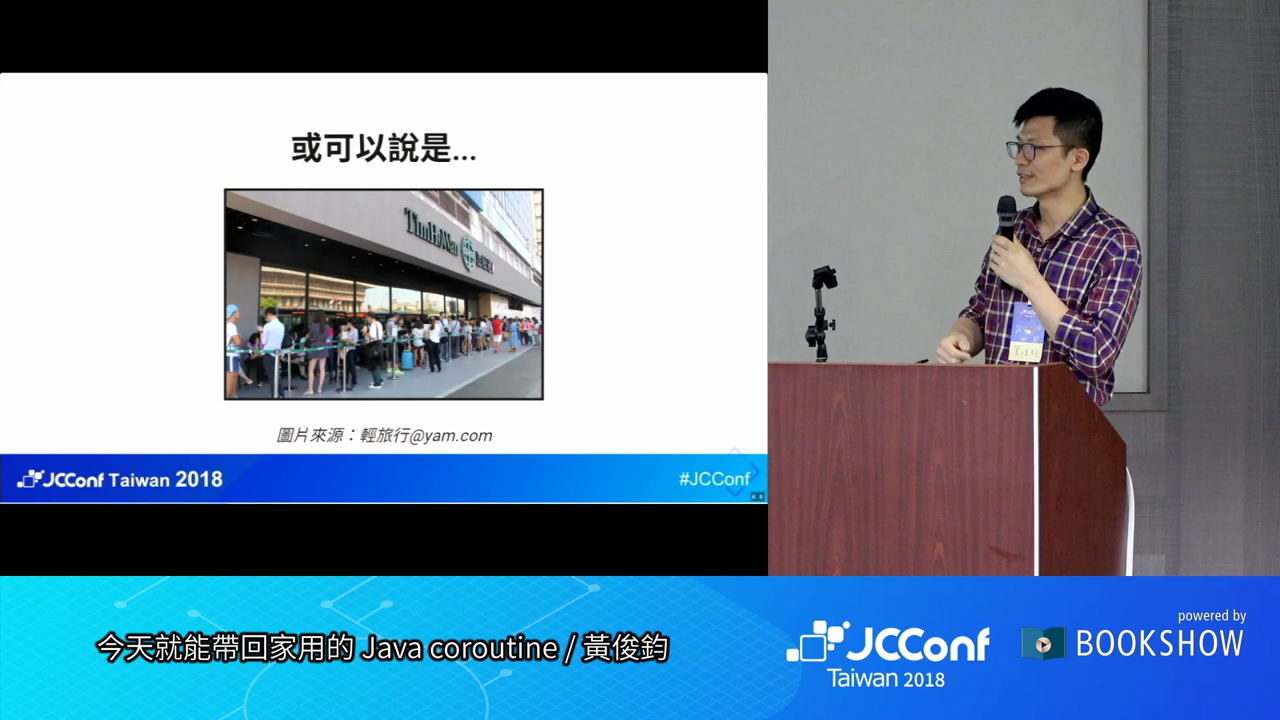 或可以說是...
TimHoWan
圖片來源：輕旅行@yam.com
JCConf Taiwan 2018
#JCConf
今天就能帶回家用的 Java coroutine / 黃俊鈞
JCConf
Taiwan 2018
powered by
BOOKSHOW